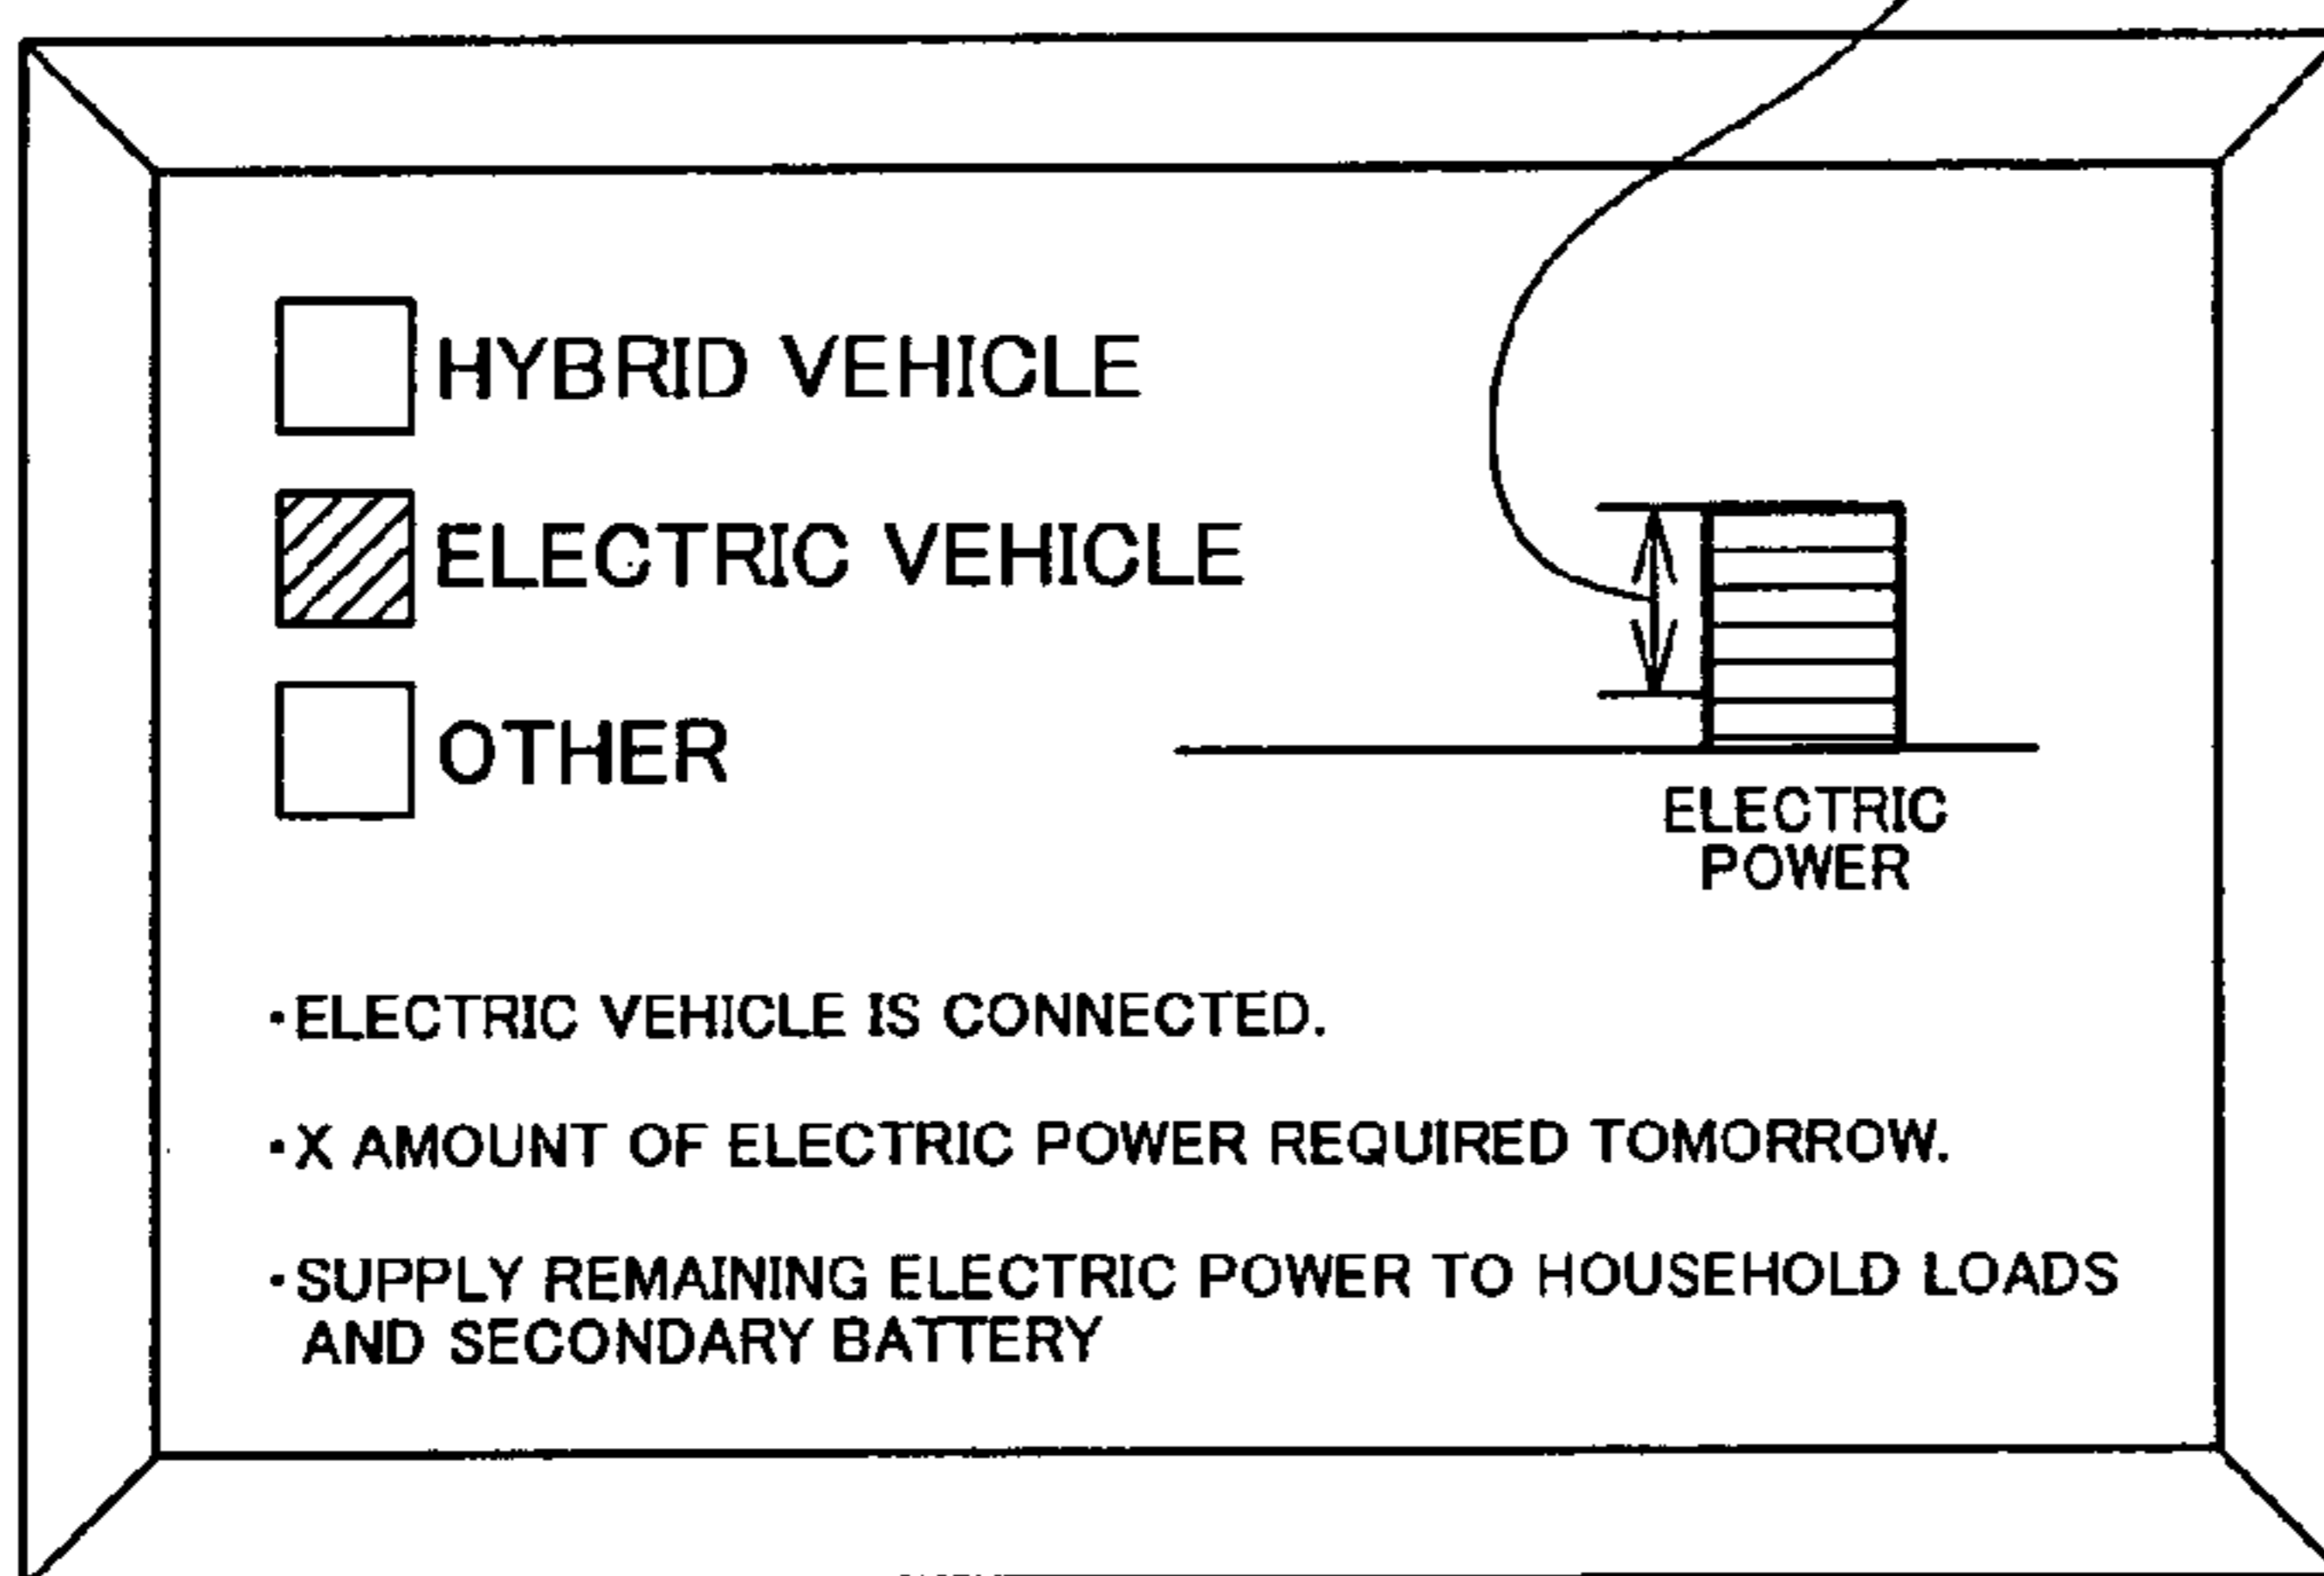 HYBRID VEHICLE
ELECTRIC VEHICLE
OTHER
ELECTRIC
POWER
・ELECTRIC VEHICLE IS CONNECTED.
・X AMOUNT OF ELECTRIC POWER REQUIRED TOMORROW.
・SUPPLY REMAINING ELECTRIC POWER TO HOUSEHOLD LOADS
AND SECONDARY BATTERY